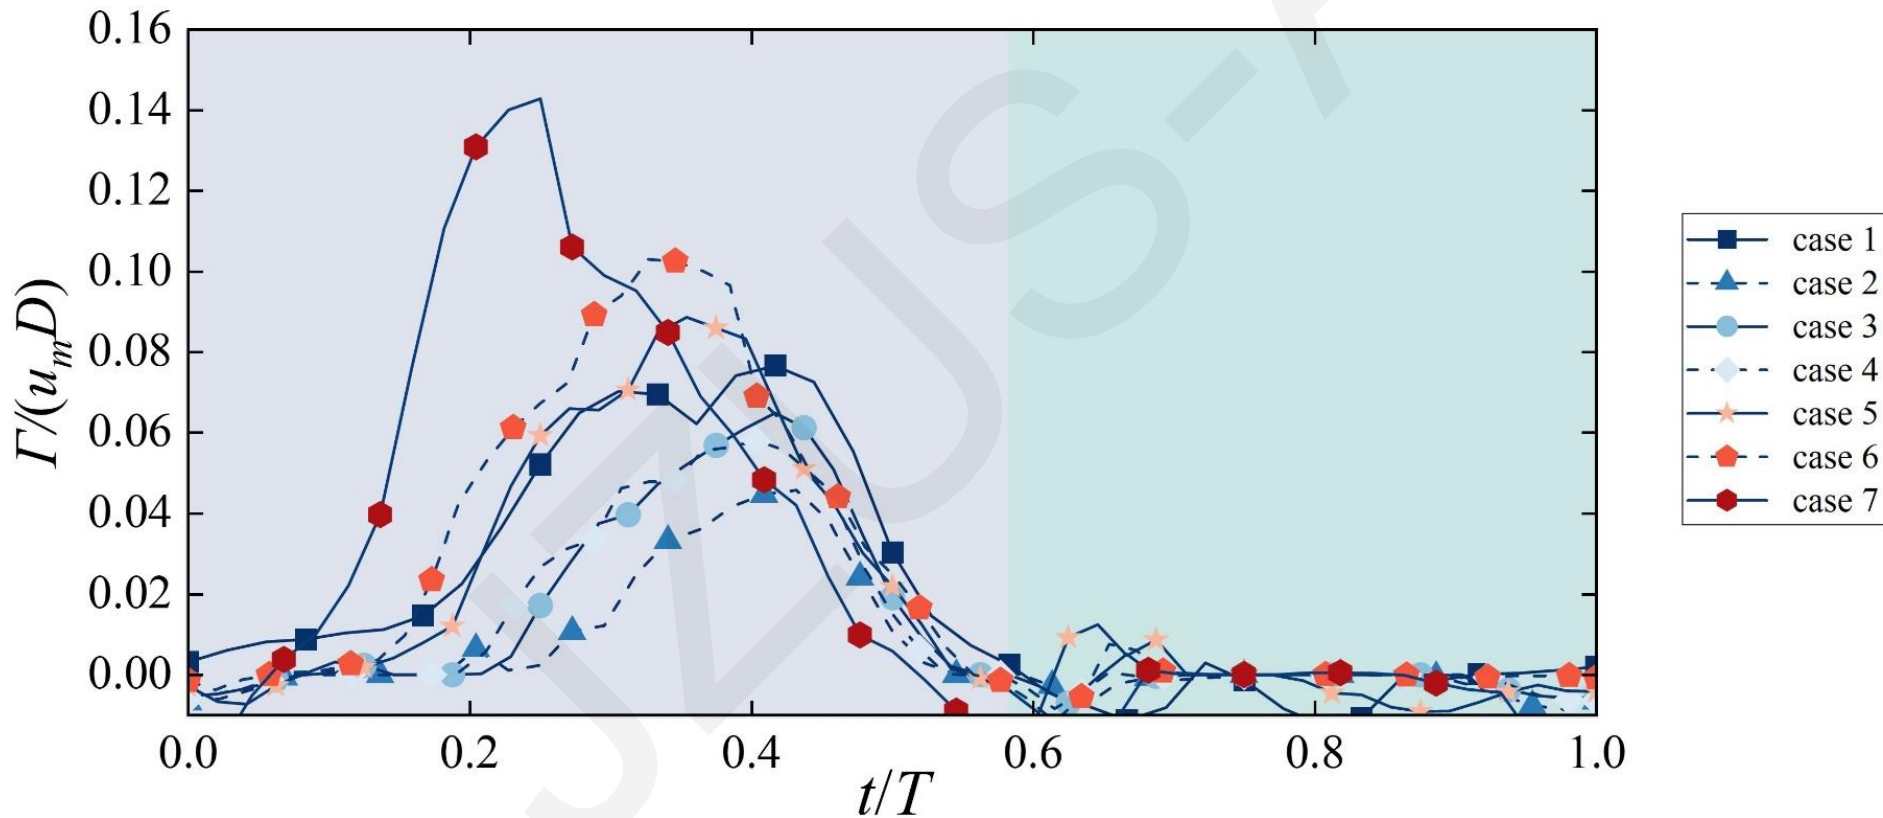 0.16
0.14
0.12
0.10
0.08
0.06
0.04
0.02
0.00
Γ/(u_mD)
0.0 0.2 0.4 0.6 0.8 1.0
t/T
case 1
case 2
case 3
case 4
case 5
case 6
case 7
JZUS-A